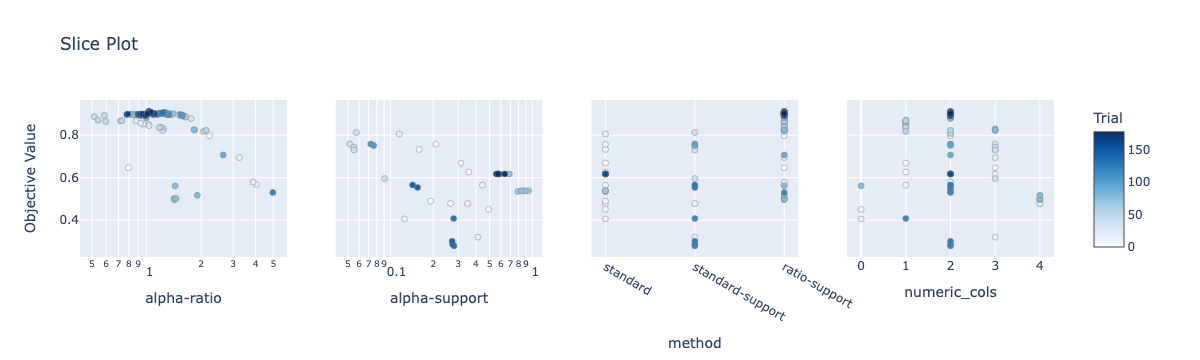 Slice Plot
Objective Value
0.8
0.6
0.4
5 6 7 8 9 1 2 3 4 5
alpha-ratio
5 6 7 8 9 0.1 2 3 4 5 6 7 8 9 1
alpha-support
standard
standard-support
ratio-support
method
0 1 2 3 4
numeric_cols
Trial
150
100
50
0